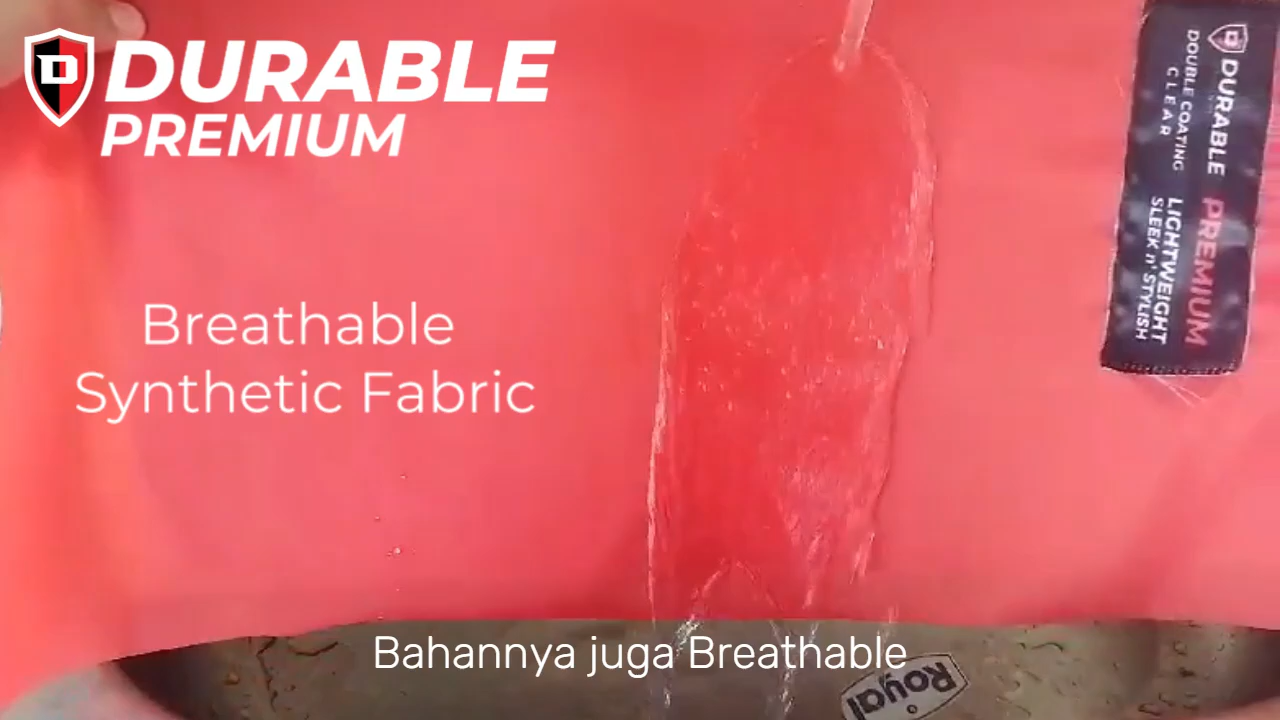 D DURABLE
PREMIUM
Breathable
Synthetic Fabric
D DURABLE PREMIUM
DOUBLE COATING LIGHTWEIGHT
CLEAR SLEEK n' STYLISH
Bahannya juga Breathable
Royal